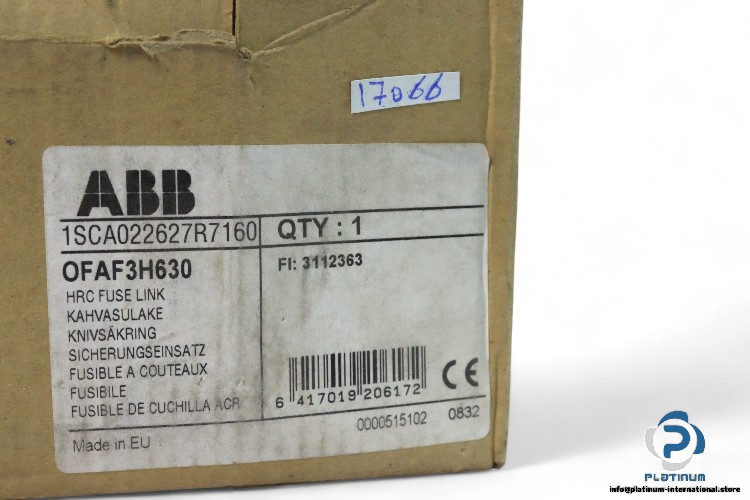 17066
ABB
1SCA022627R7160 QTY : 1
OFAF3H630
FI: 3112363
HRC FUSE LINK
KAHVASULAKE
KNIVSÄKRING
SICHERUNGSEINSATZ
FUSIBLE A COUTEAUX
FUSIBILE
FUSIBLE DE CUCHILLA ACR
6 417019 206172
CE
0000515102 0832
Made in EU
PLATINUM
info@platinum-international.store